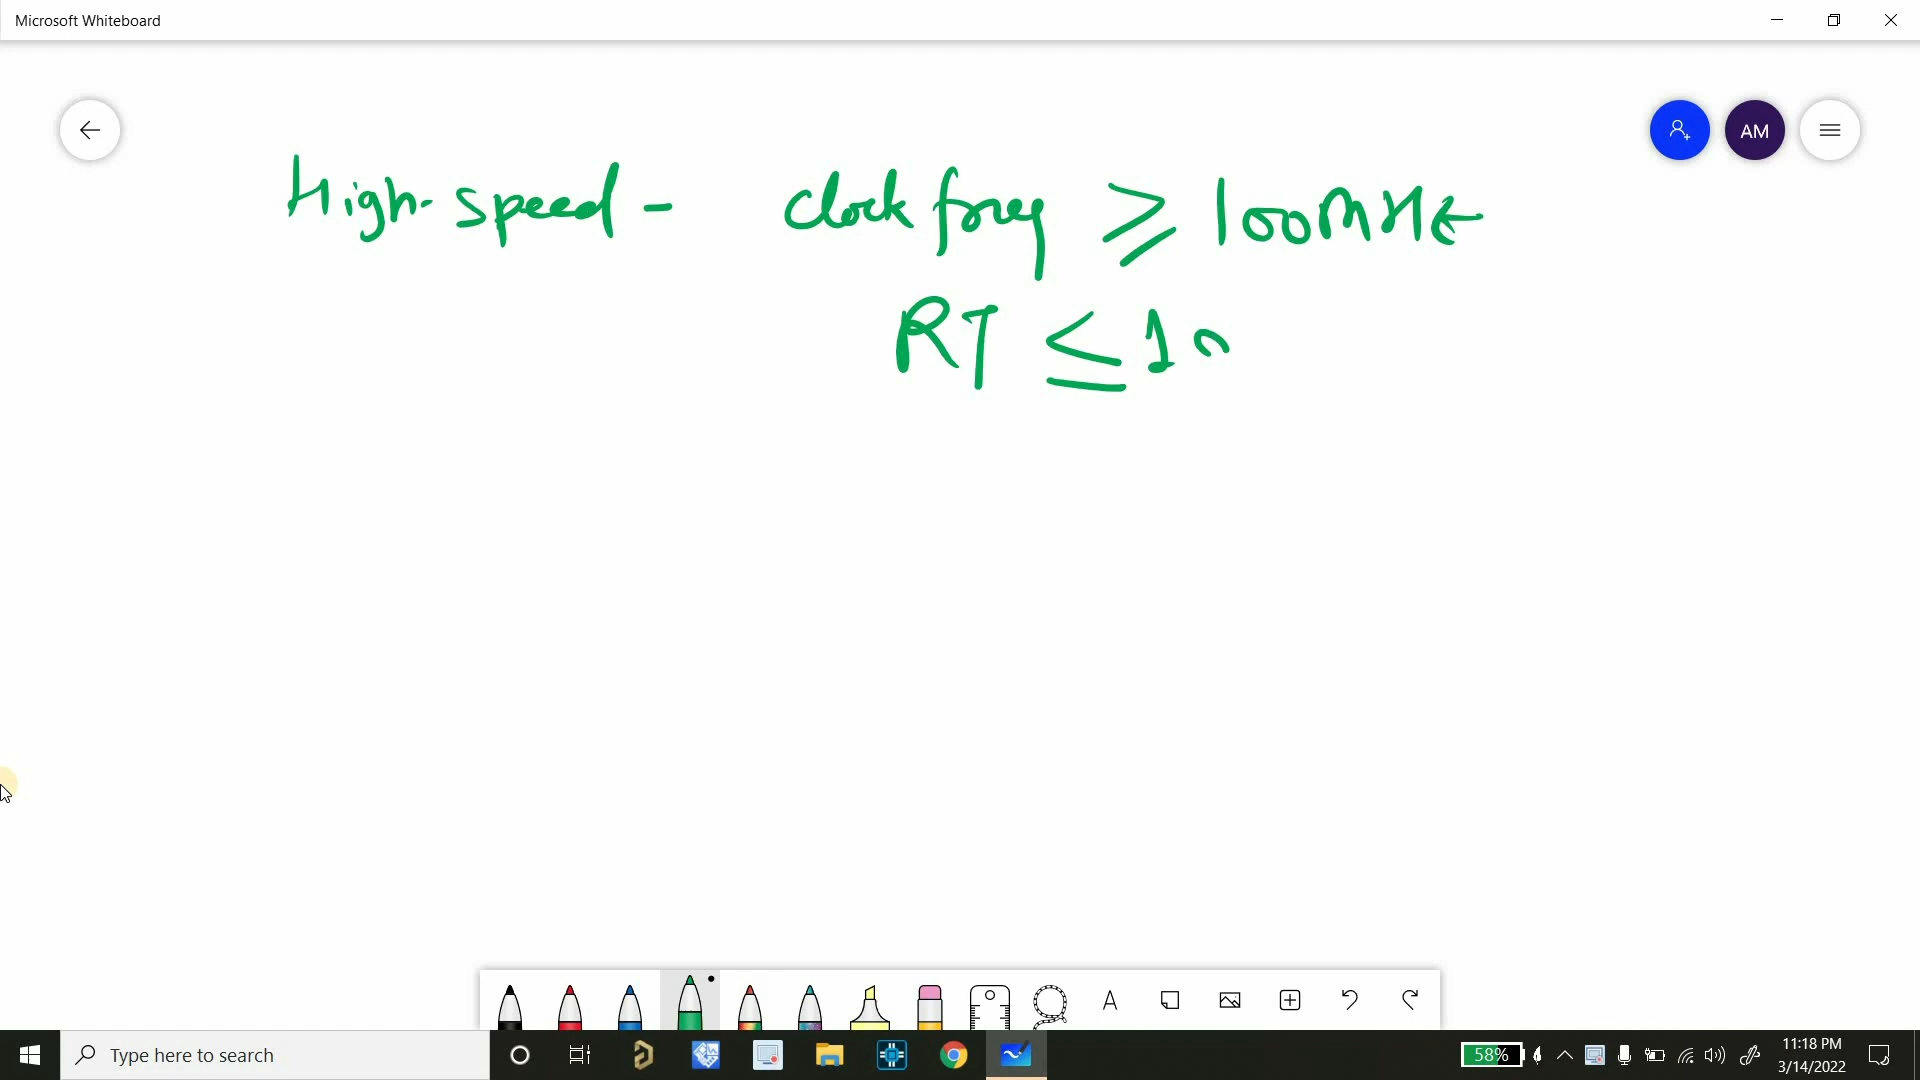 Microsoft Whiteboard
AM
High-speed - clock freq ≥ 100MHz
RT ≤ 1n
A
Type here to search
58%
11:18 PM
3/14/2022